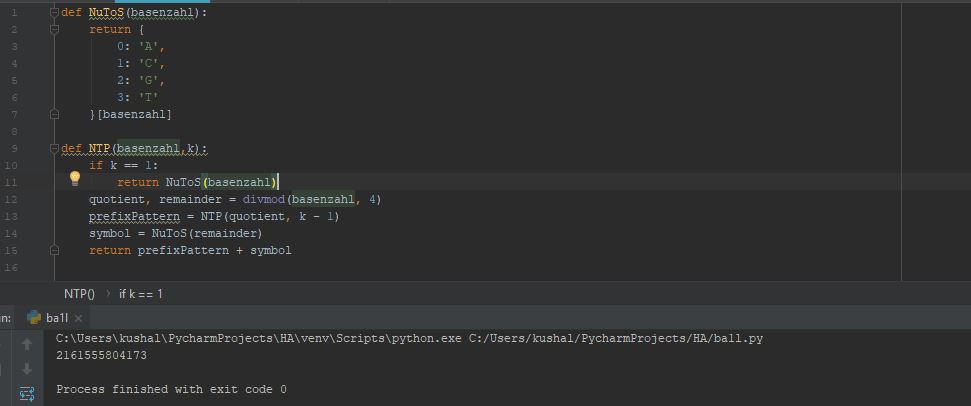 1 def NuToS(basenzahl):
2 return {
3 0: 'A',
4 1: 'C',
5 2: 'G',
6 3: 'T'
7 }[basenzahl]
8
9 def NTP(basenzahl,k):
10 if k == 1:
11 return NuToS(basenzahl)
12 quotient, remainder = divmod(basenzahl, 4)
13 prefixPattern = NTP(quotient, k - 1)
14 symbol = NuToS(remainder)
15 return prefixPattern + symbol
16
NTP() › if k == 1
n: ba1l ×
C:\Users\kushal\PycharmProjects\HA\venv\Scripts\python.exe C:/Users/kushal/PycharmProjects/HA/ba1l.py
2161555804173
Process finished with exit code 0